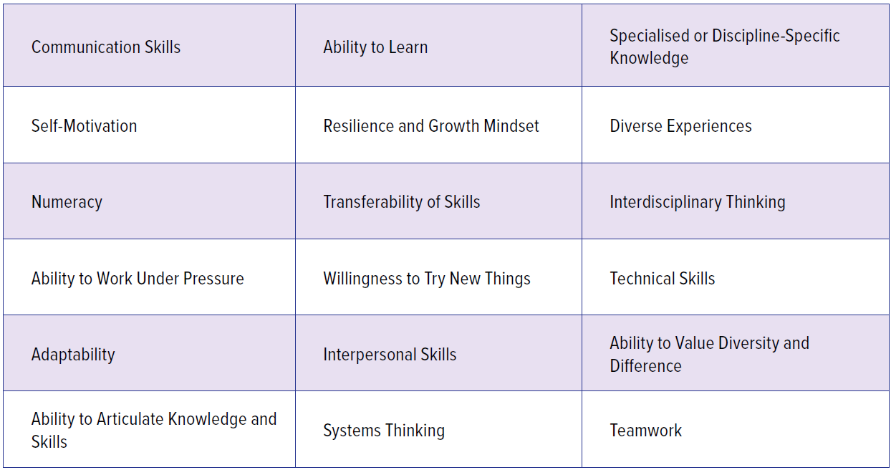 Communication Skills
Ability to Learn
Specialised or Discipline-Specific
Knowledge
Self-Motivation
Resilience and Growth Mindset
Diverse Experiences
Numeracy
Transferability of Skills
Interdisciplinary Thinking
Ability to Work Under Pressure
Willingness to Try New Things
Technical Skills
Adaptability
Interpersonal Skills
Ability to Value Diversity and
Difference
Ability to Articulate Knowledge and
Skills
Systems Thinking
Teamwork